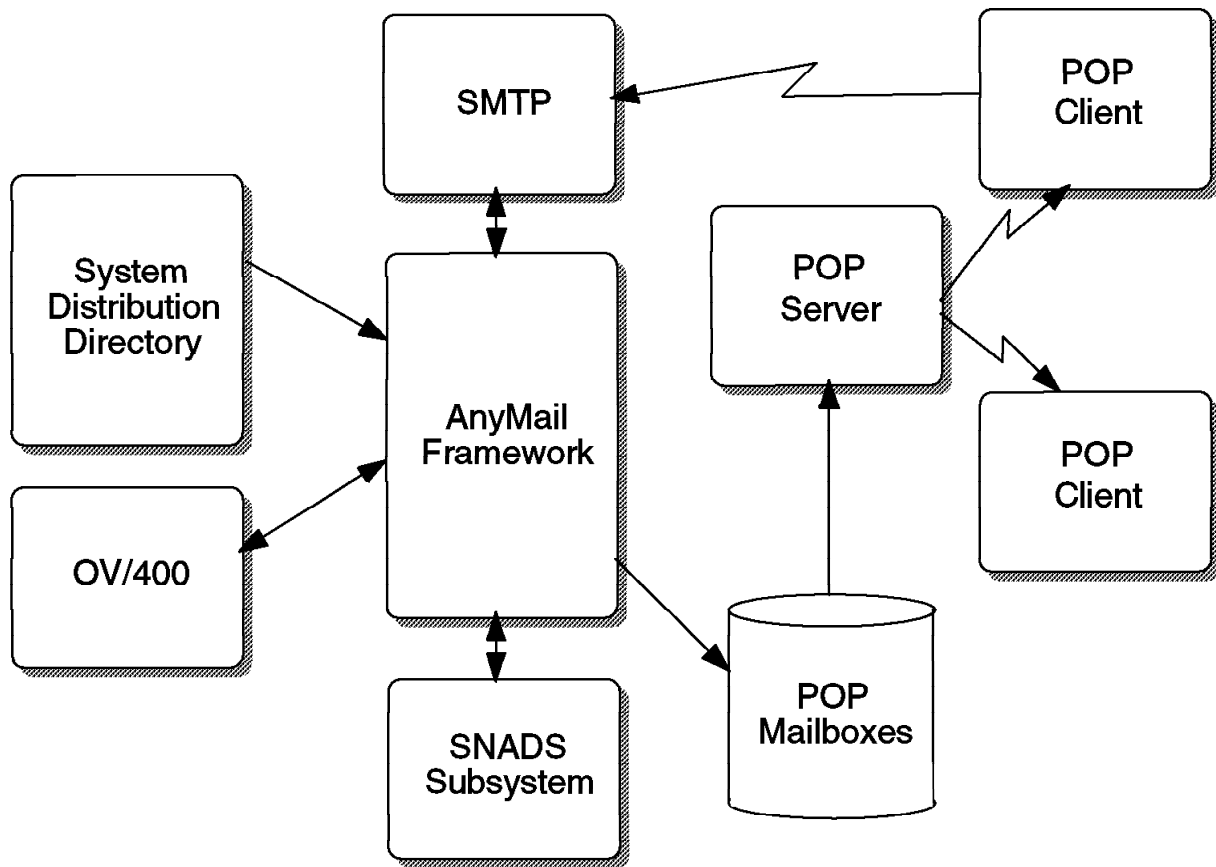 SMTP
POP
Client
System
Distribution
Directory
POP
Server
AnyMail
Framework
POP
Client
OV/400
POP
Mailboxes
SNADS
Subsystem